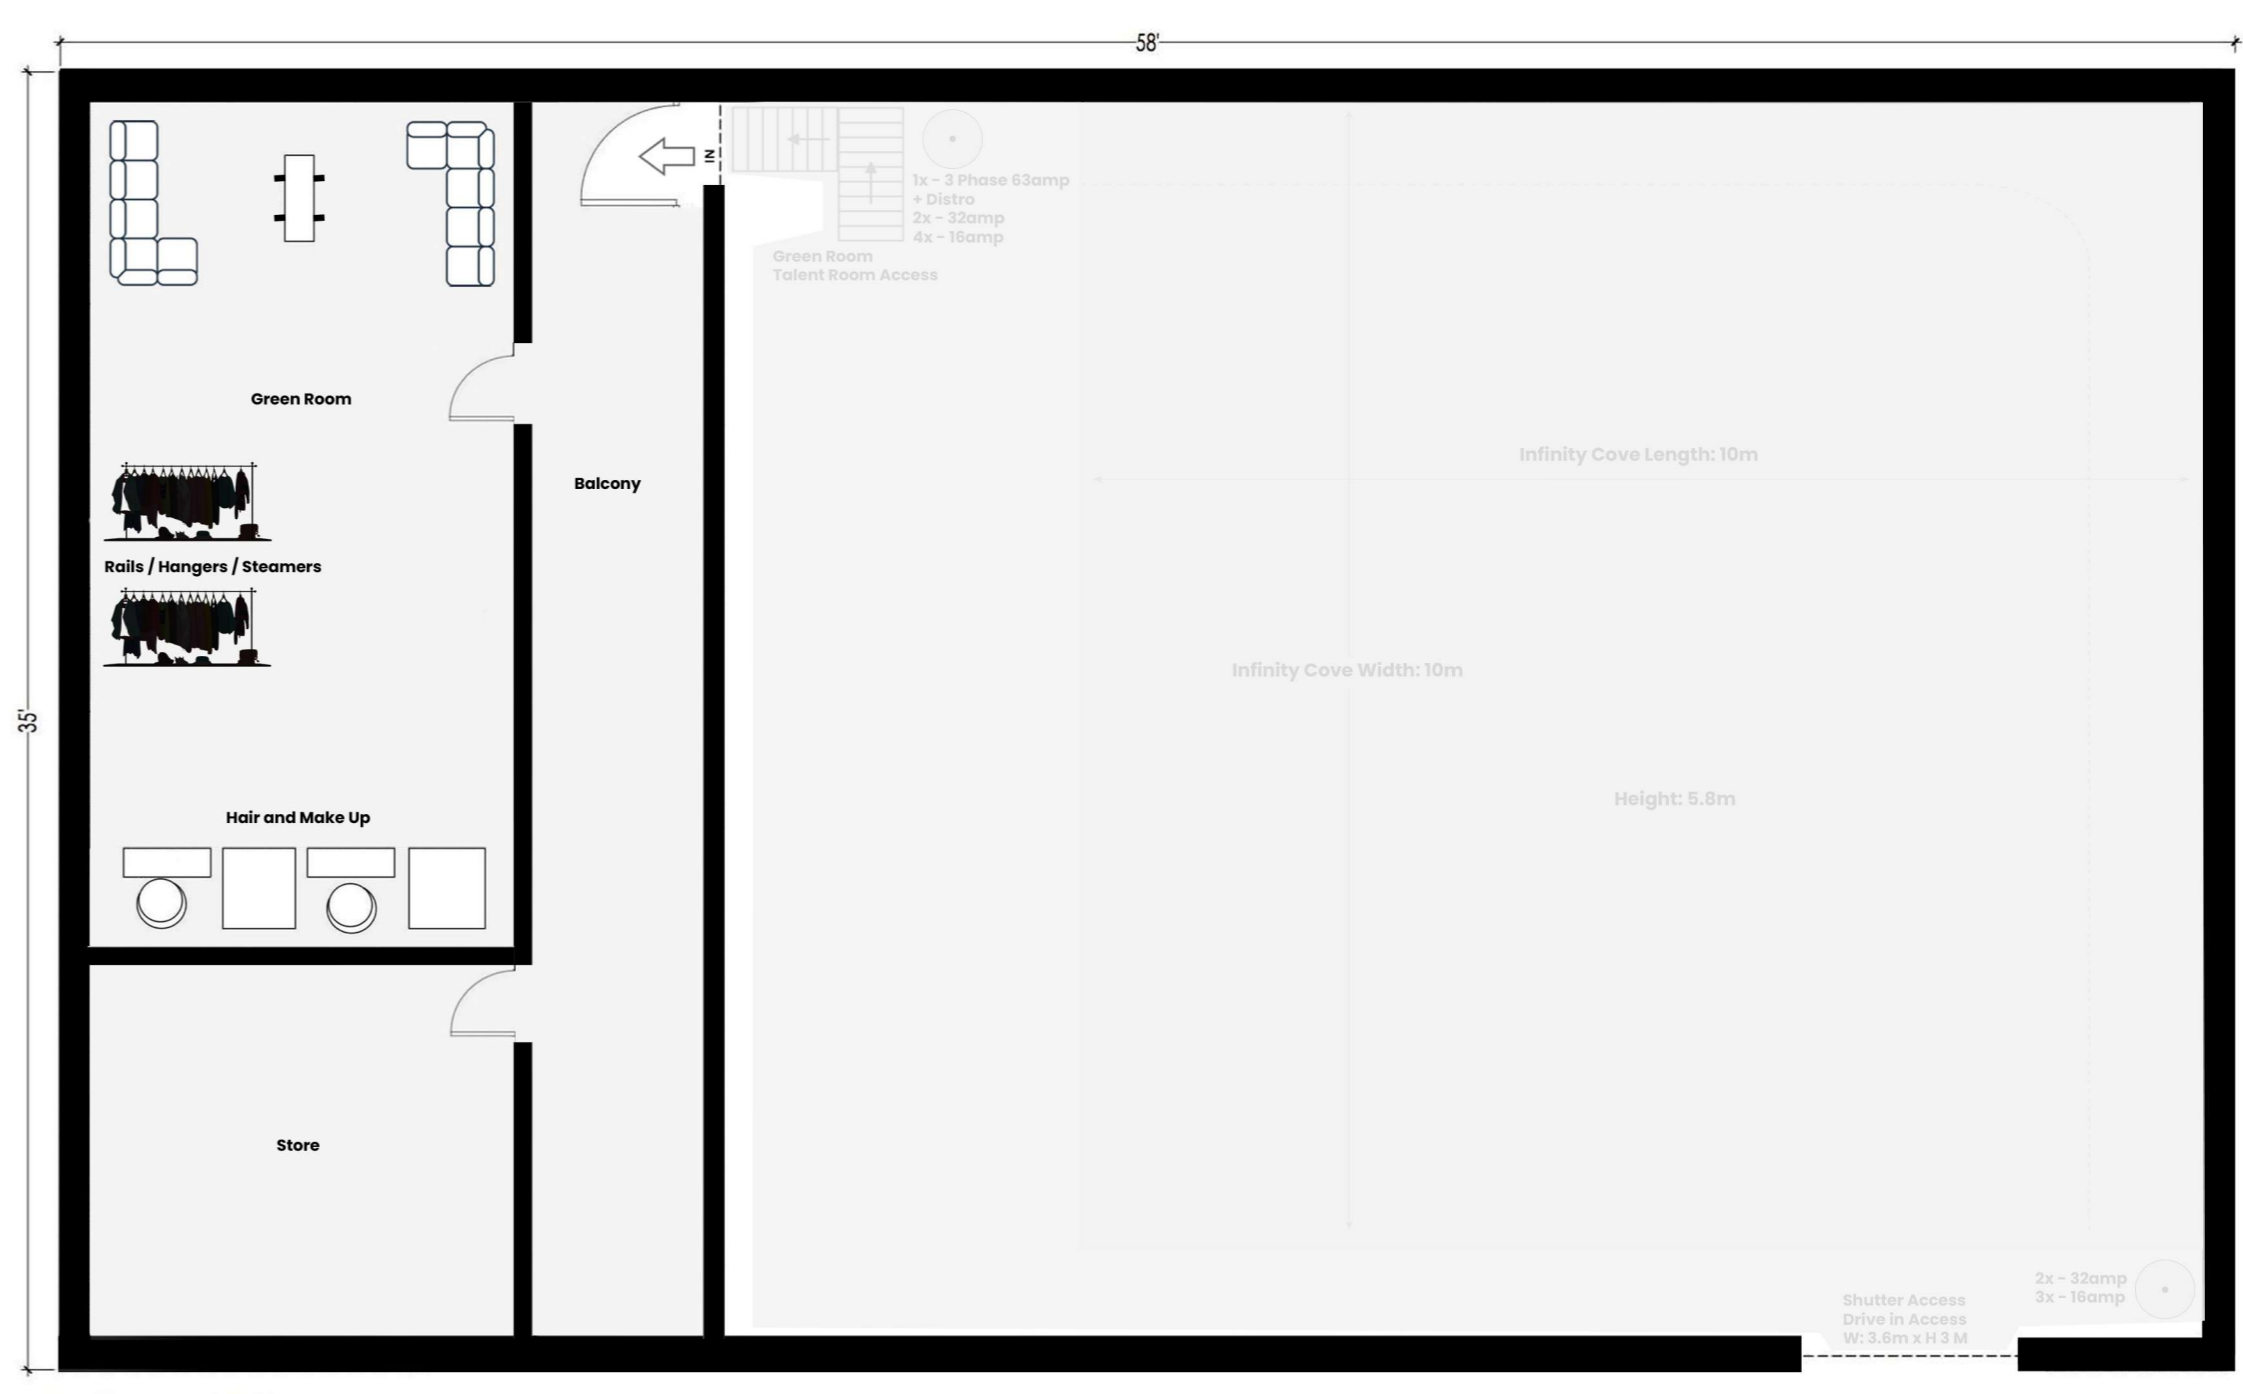 58'
IN
1x - 3 Phase 63amp
+ Distro
2x - 32amp
4x - 16amp
Green Room
Talent Room Access
Green Room
Infinity Cove Length: 10m
Balcony
Rails / Hangers / Steamers
Infinity Cove Width: 10m
35'
Height: 5.8m
Hair and Make Up
Store
2x - 32amp
3x - 16amp
Shutter Access
Drive in Access
W: 3.6m x H 3 M